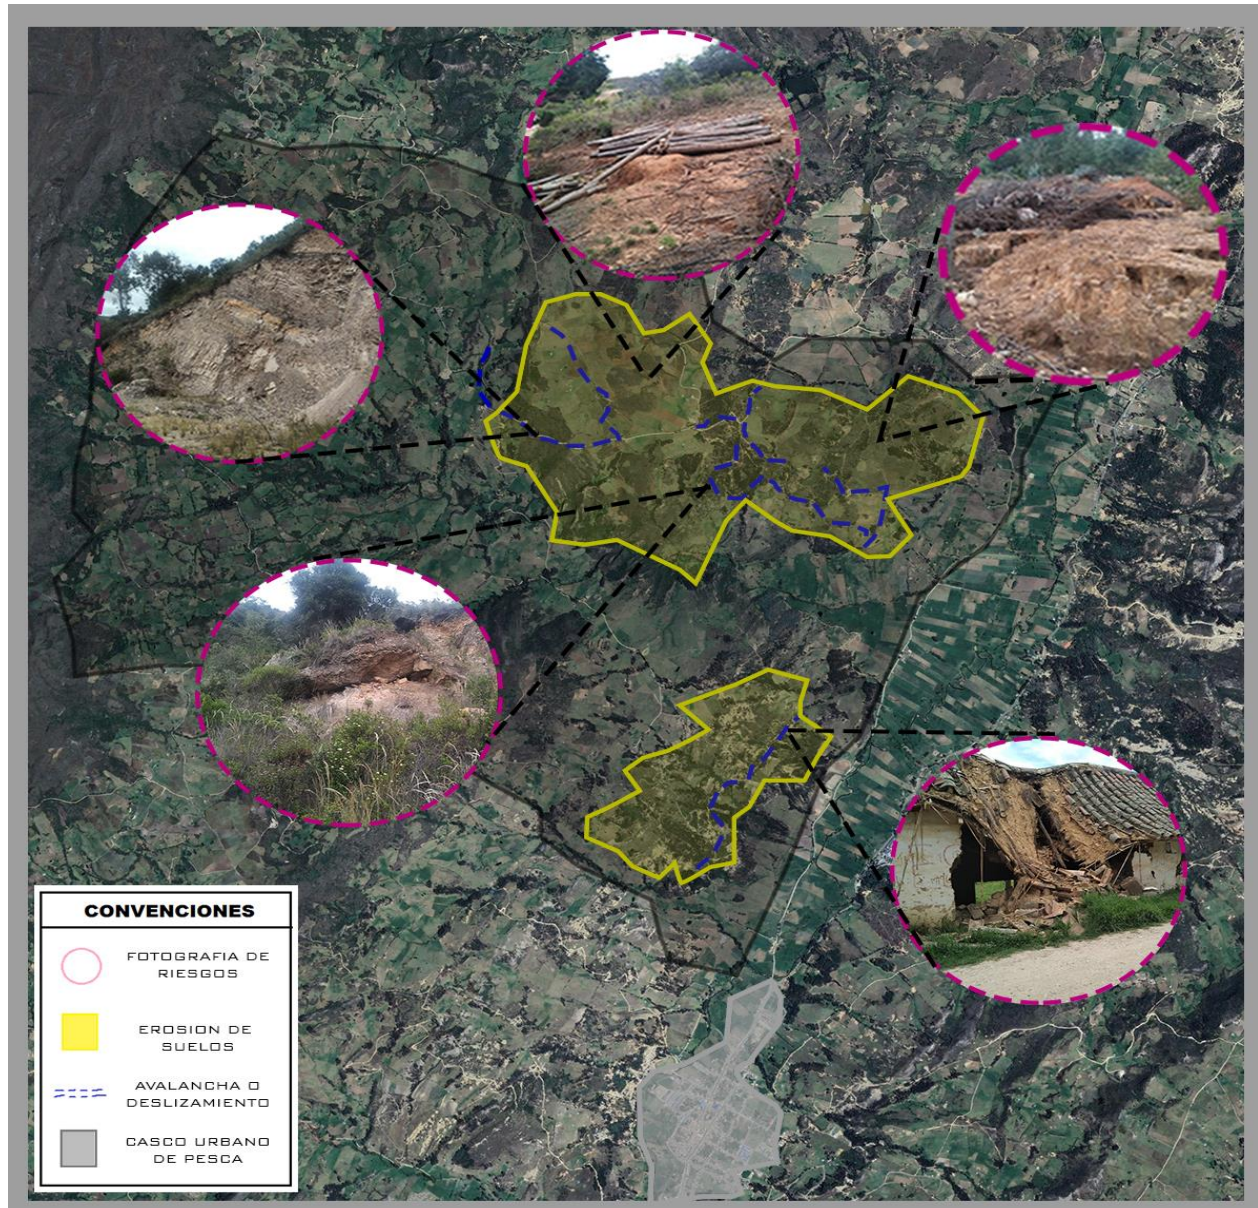 CONVENCIONES
FOTOGRAFIA DE
RIESGOS
EROSION DE
SUELOS
AVALANCHA O
DESLIZAMIENTO
CASCO URBANO
DE PESCA